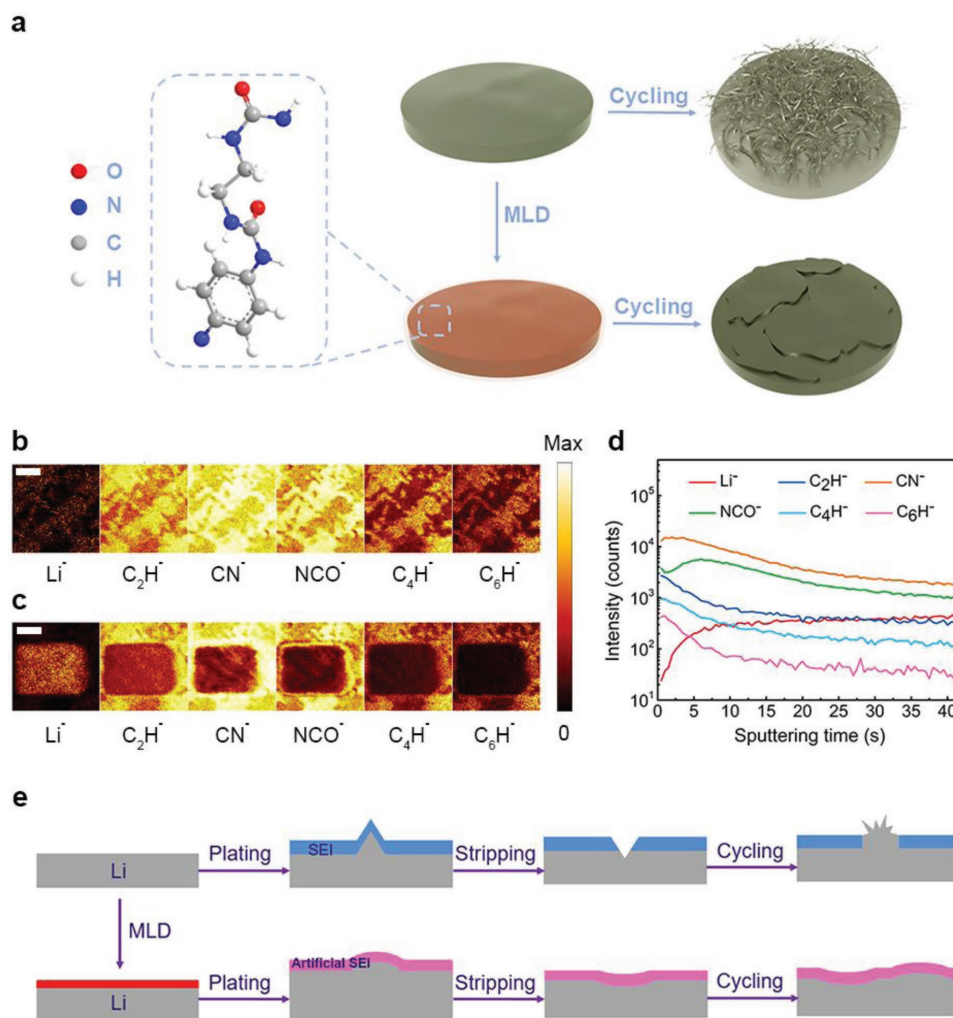 a
O
N
C
H
Cycling
MLD
Cycling
b
Max
Li⁻ C₂H⁻ CN⁻ NCO⁻ C₄H⁻ C₆H⁻
c
Li⁻ C₂H⁻ CN⁻ NCO⁻ C₄H⁻ C₆H⁻
0
d
Li⁻ C₂H⁻ CN⁻
NCO⁻ C₄H⁻ C₆H⁻
10⁵
10⁴
10³
10²
10¹
Intensity (counts)
0 5 10 15 20 25 30 35 40
Sputtering time (s)
e
Li
Plating
SEI
Stripping
Cycling
MLD
Li
Plating
Artificial SEI
Stripping
Cycling